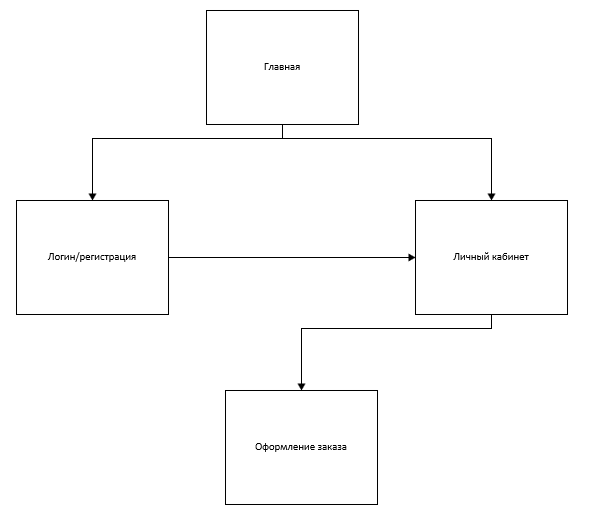 Главная
Логин/регистрация
Личный кабинет
Оформление заказа